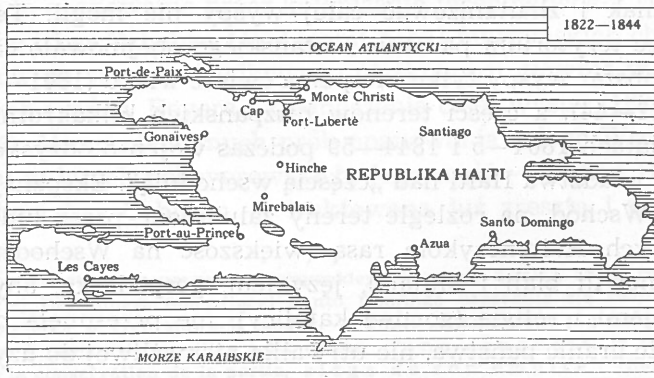 1822—1844
OCEAN ATLANTYCKI
Port-de-Paix
Monte Christi
Cap
Fort-Liberté
Gonaives
Santiago
Hinche
REPUBLIKA HAITI
Mirebalais
Port-au-Prince
Santo Domingo
Azua
Les Cayes
MORZE KARAIBSKIE